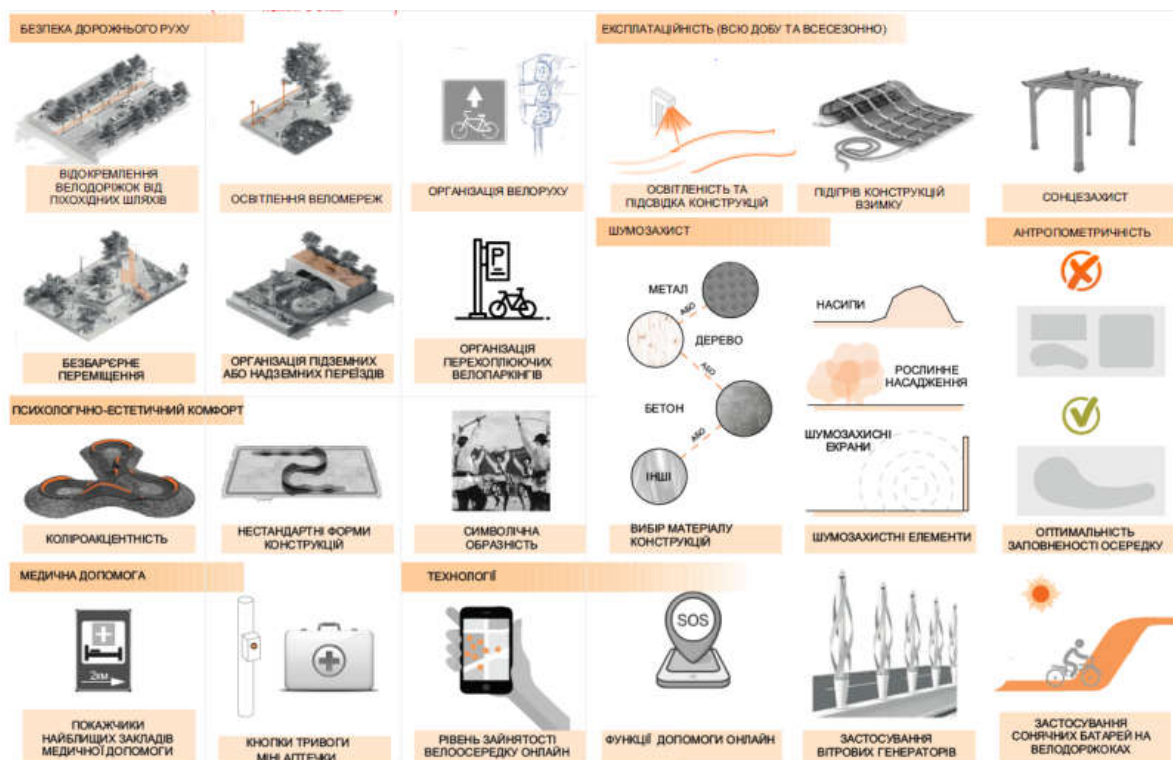 БЕЗПЕКА ДОРОЖНЬОГО РУХУ
ВІДОКРЕМЛЕННЯ
ВЕЛОДОРІЖОК ВІД
ПІХОХІДНИХ ШЛЯХІВ
ОСВІТЛЕННЯ ВЕЛОМЕРЕЖ
ОРГАНІЗАЦІЯ ВЕЛОРУХУ
БЕЗБАР'ЄРНЕ
ПЕРЕМІЩЕННЯ
ОРГАНІЗАЦІЯ ПІДЗЕМНИХ
АБО НАДЗЕМНИХ ПЕРЕЇЗДІВ
P
ОРГАНІЗАЦІЯ
ПЕРЕХОПЛЮЮЧИХ
ВЕЛОПАРКІНГІВ
ЕКСПЛАТАЦІЙНІСТЬ (ВСЮ ДОБУ ТА ВСЕСЕЗОННО)
ОСВІТЛЕНІСТЬ ТА
ПІДСВІДКА КОНСТРУКЦІЙ
ПІДІГРІВ КОНСТРУКЦІЙ
ВЗИМКУ
СОНЦЕЗАХИСТ
ШУМОЗАХИСТ
МЕТАЛ
АБО
ДЕРЕВО
АБО
БЕТОН
АБО
ІНШІ
ВИБІР МАТЕРІАЛУ
КОНСТРУКЦІЙ
НАСИПИ
РОСЛИННЕ
НАСАДЖЕННЯ
ШУМОЗАХИСНІ
ЕКРАНИ
ШУМОЗАХИСТНІ ЕЛЕМЕНТИ
АНТРОПОМЕТРИЧНІСТЬ
ОПТИМАЛЬНІСТЬ
ЗАПОВНЕНОСТІ ОСЕРЕДКУ
ПСИХОЛОГІЧНО-ЕСТЕТИЧНИЙ КОМФОРТ
КОЛІРОАКЦЕНТНІСТЬ
НЕСТАНДАРТНІ ФОРМИ
КОНСТРУКЦІЙ
СИМВОЛІЧНА
ОБРАЗНІСТЬ
МЕДИЧНА ДОПОМОГА
2км
ПОКАЖЧИКИ
НАЙБЛИЩИХ ЗАКЛАДІВ
МЕДИЧНОЇ ДОПОМОГИ
КНОПКИ ТРИВОГИ
МІНІ АПТЕЧКИ
ТЕХНОЛОГІЇ
РІВЕНЬ ЗАЙНЯТОСТІ
ВЕЛООСЕРЕДКУ ОНЛАЙН
SOS
ФУНКЦІЇ ДОПОМОГИ ОНЛАЙН
ЗАСТОСУВАННЯ
ВІТРОВИХ ГЕНЕРАТОРІВ
ЗАСТОСУВАННЯ
СОНЯЧНИХ БАТАРЕЙ НА
ВЕЛОДОРІЖОКАХ